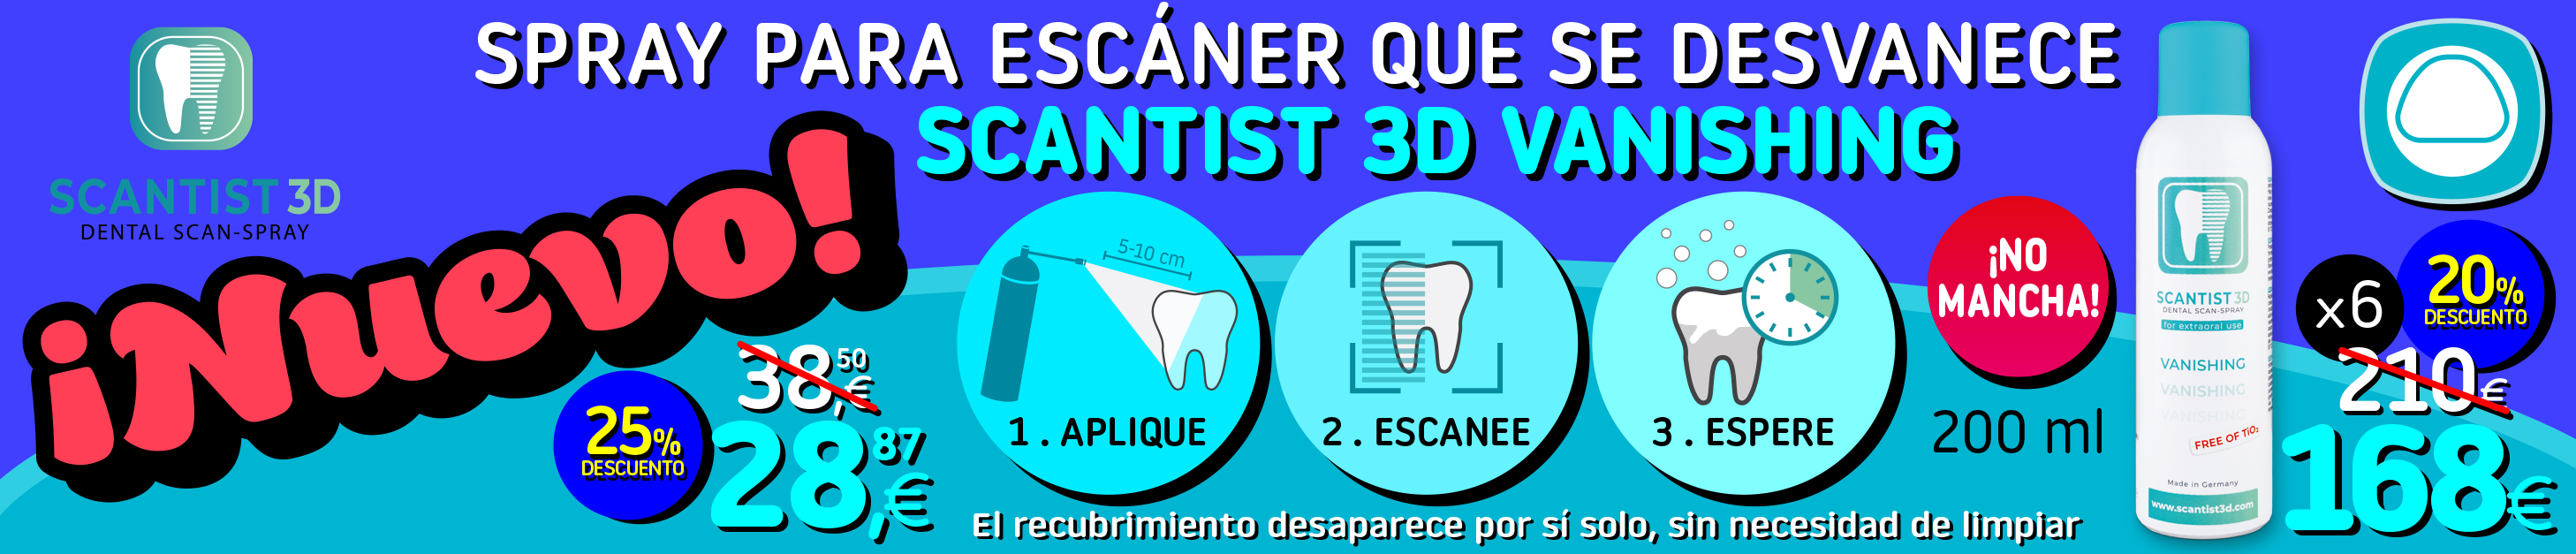 SCANTIST 3D
DENTAL SCAN-SPRAY
¡Nuevo!
SPRAY PARA ESCÁNER QUE SE DESVANECE
SCANTIST 3D VANISHING
25%
DESCUENTO
38,50€
28,87€
5-10 cm
1 . APLIQUE
2 . ESCANEE
3 . ESPERE
El recubrimiento desaparece por sí solo, sin necesidad de limpiar
¡NO
MANCHA!
200 ml
SCANTIST 3D
DENTAL SCAN-SPRAY
for extraoral use
VANISHING
VANISHING
VANISHING
FREE OF TiO₂
Made in Germany
www.scantist3d.com
x6
20%
DESCUENTO
210€
168€